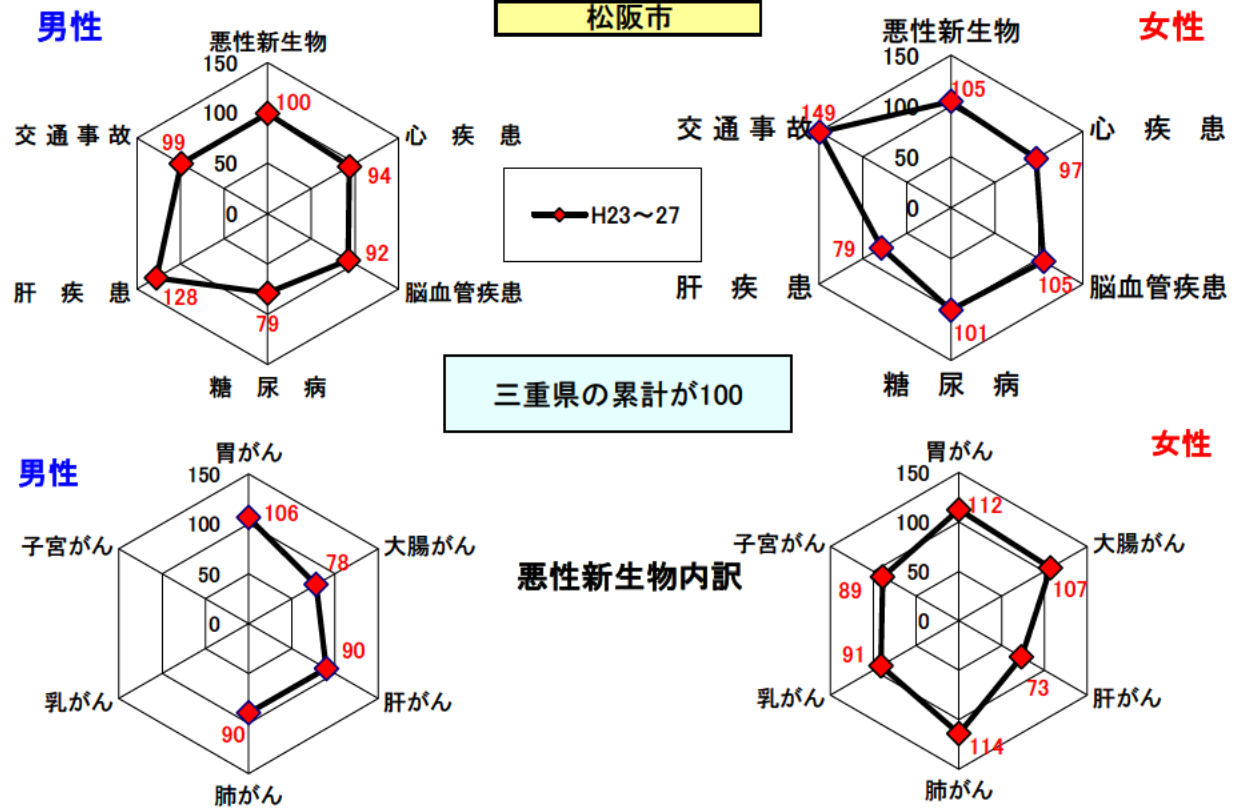 松阪市
男性
悪性新生物
150
100
50
0
100
心 疾 患
94
脳血管疾患
92
糖 尿 病
79
肝 疾 患
128
交 通 事 故
99
H23～27
女性
悪性新生物
150
100
50
0
105
心 疾 患
97
脳血管疾患
105
糖 尿 病
101
肝 疾 患
79
交 通 事 故
149
三重県の累計が100
男性
胃がん
150
100
50
0
106
大腸がん
78
肝がん
90
肺がん
90
乳がん
子宮がん
悪性新生物内訳
女性
胃がん
150
100
50
0
112
大腸がん
107
肝がん
73
肺がん
114
乳がん
91
子宮がん
89